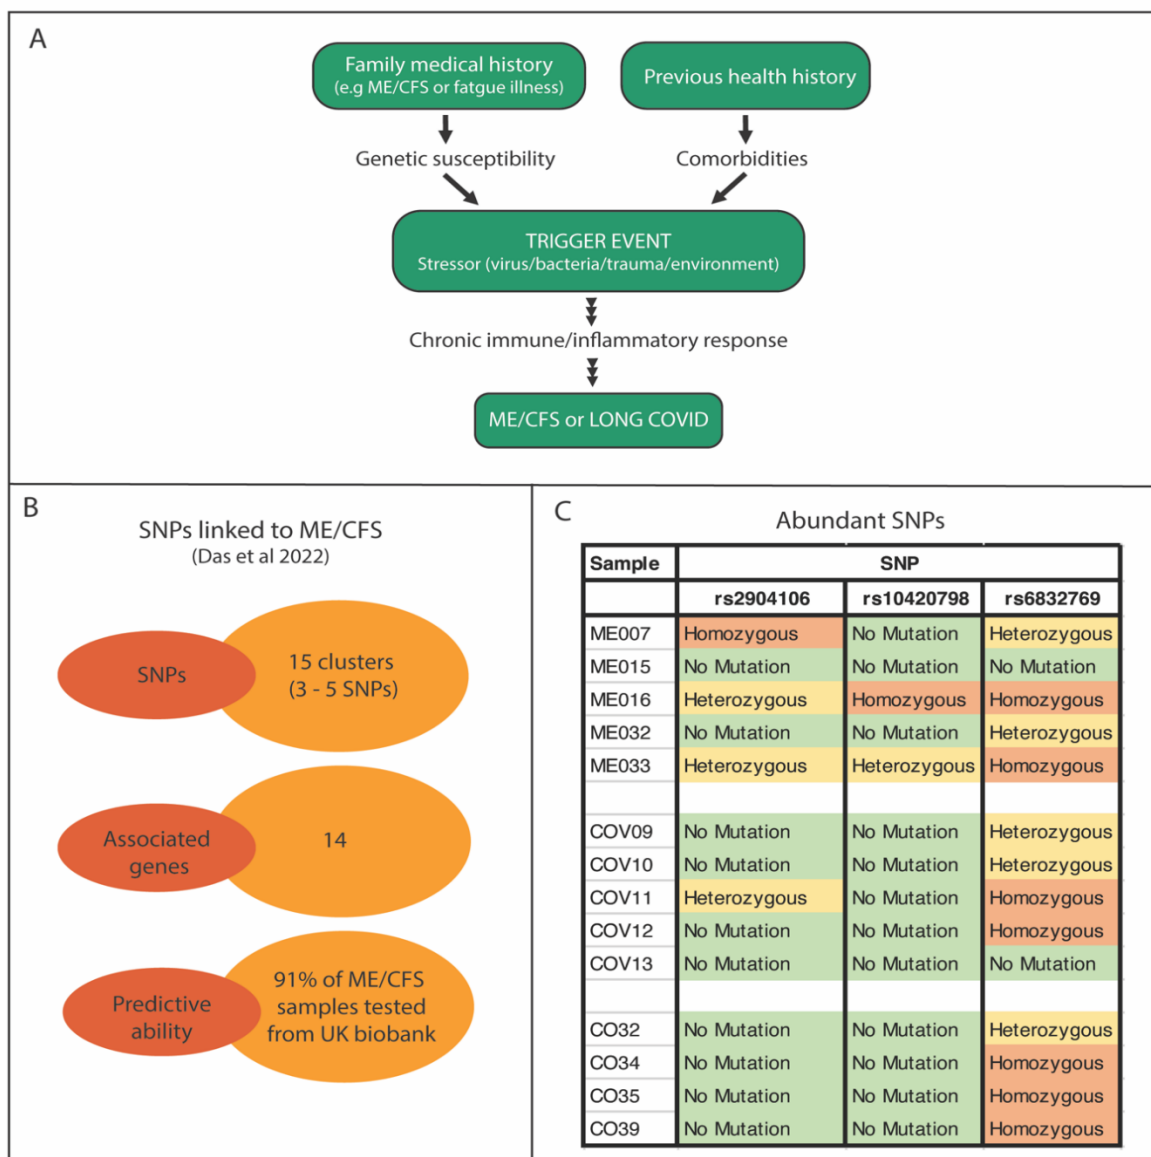 A
Family medical history
(e.g ME/CFS or fatgue illness)
Previous health history
Genetic susceptibility
Comorbidities
TRIGGER EVENT
Stressor (virus/bacteria/trauma/environment)
Chronic immune/inflammatory response
ME/CFS or LONG COVID
B
SNPs linked to ME/CFS
(Das et al 2022)
SNPs
15 clusters
(3 - 5 SNPs)
Associated
genes
14
Predictive
ability
91% of ME/CFS
samples tested
from UK biobank
C
Abundant SNPs
Sample SNP
rs2904106 rs10420798 rs6832769
ME007 Homozygous No Mutation Heterozygous
ME015 No Mutation No Mutation No Mutation
ME016 Heterozygous Homozygous Homozygous
ME032 No Mutation No Mutation Heterozygous
ME033 Heterozygous Heterozygous Homozygous
COV09 No Mutation No Mutation Heterozygous
COV10 No Mutation No Mutation Heterozygous
COV11 Heterozygous No Mutation Homozygous
COV12 No Mutation No Mutation Homozygous
COV13 No Mutation No Mutation No Mutation
CO32 No Mutation No Mutation Heterozygous
CO34 No Mutation No Mutation Homozygous
CO35 No Mutation No Mutation Homozygous
CO39 No Mutation No Mutation Homozygous